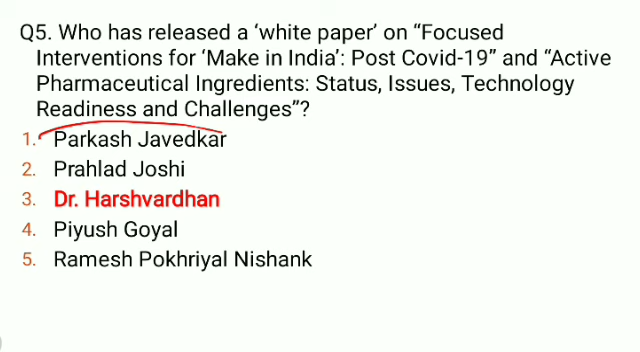 Q5. Who has released a ‘white paper’ on “Focused
Interventions for ‘Make in India’: Post Covid-19” and “Active
Pharmaceutical Ingredients: Status, Issues, Technology
Readiness and Challenges”?
1. Parkash Javedkar
2. Prahlad Joshi
3. Dr. Harshvardhan
4. Piyush Goyal
5. Ramesh Pokhriyal Nishank